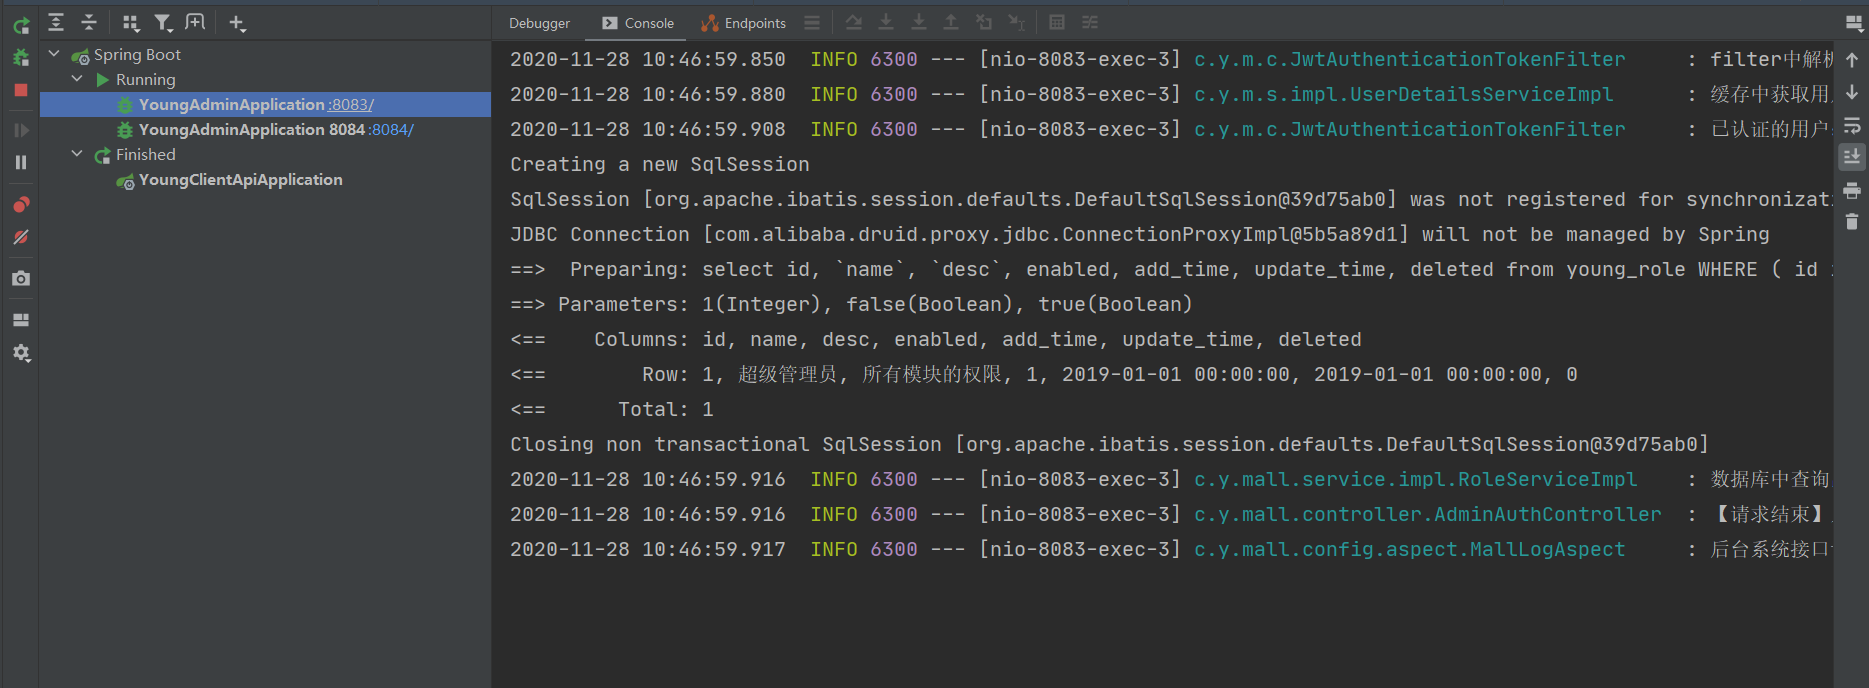 Debugger Console Endpoints
Spring Boot
Running
YoungAdminApplication :8083/
YoungAdminApplication 8084 :8084/
Finished
YoungClientApiApplication
2020-11-28 10:46:59.850 INFO 6300 --- [nio-8083-exec-3] c.y.m.c.JwtAuthenticationTokenFilter : filter中解析
2020-11-28 10:46:59.880 INFO 6300 --- [nio-8083-exec-3] c.y.m.s.impl.UserDetailsServiceImpl : 缓存中获取用
2020-11-28 10:46:59.908 INFO 6300 --- [nio-8083-exec-3] c.y.m.c.JwtAuthenticationTokenFilter : 已认证的用户
Creating a new SqlSession
SqlSession [org.apache.ibatis.session.defaults.DefaultSqlSession@39d75ab0] was not registered for synchronizat
JDBC Connection [com.alibaba.druid.proxy.jdbc.ConnectionProxyImpl@5b5a89d1] will not be managed by Spring
==> Preparing: select id, `name`, `desc`, enabled, add_time, update_time, deleted from young_role WHERE ( id
==> Parameters: 1(Integer), false(Boolean), true(Boolean)
<== Columns: id, name, desc, enabled, add_time, update_time, deleted
<== Row: 1, 超级管理员, 所有模块的权限, 1, 2019-01-01 00:00:00, 2019-01-01 00:00:00, 0
<== Total: 1
Closing non transactional SqlSession [org.apache.ibatis.session.defaults.DefaultSqlSession@39d75ab0]
2020-11-28 10:46:59.916 INFO 6300 --- [nio-8083-exec-3] c.y.mall.service.impl.RoleServiceImpl : 数据库中查询
2020-11-28 10:46:59.916 INFO 6300 --- [nio-8083-exec-3] c.y.mall.controller.AdminAuthController : 【请求结束】
2020-11-28 10:46:59.917 INFO 6300 --- [nio-8083-exec-3] c.y.mall.config.aspect.MallLogAspect : 后台系统接口